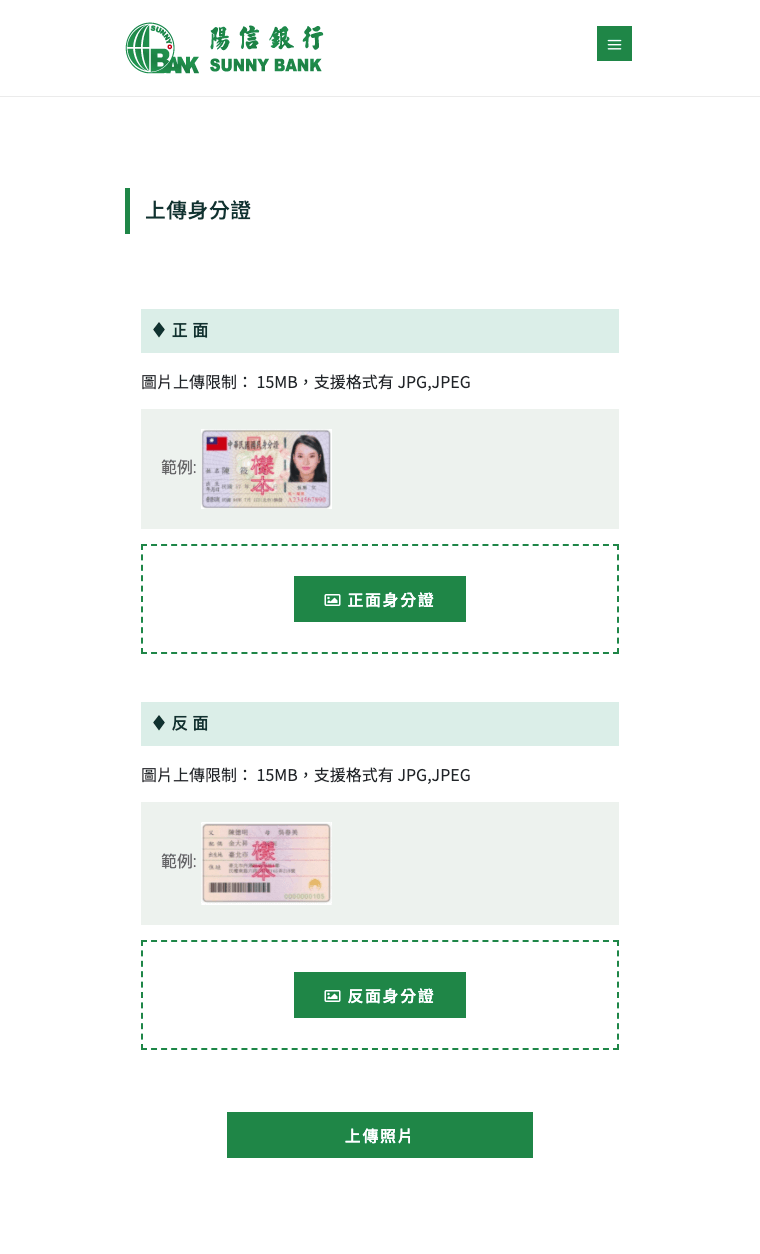 SUNNY
BANK
陽信銀行
SUNNY BANK
上傳身分證
♦ 正面
圖片上傳限制： 15MB，支援格式有 JPG,JPEG
範例:
中華民國國民身分證
樣本
正面身分證
♦ 反面
圖片上傳限制： 15MB，支援格式有 JPG,JPEG
範例:
樣本
反面身分證
上傳照片